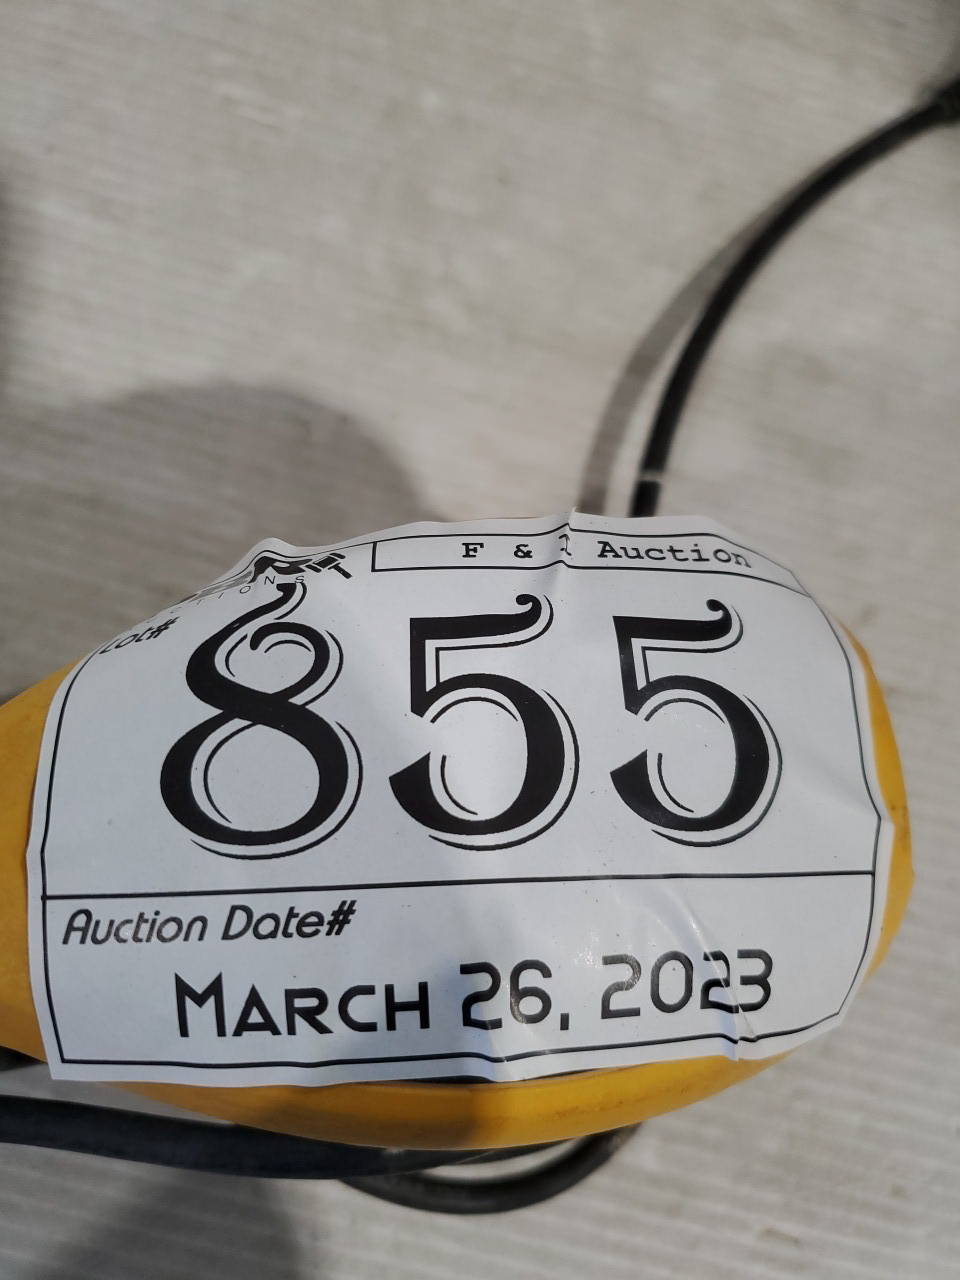 F & I Auction
Lot#
855
Auction Date#
March 26, 2023